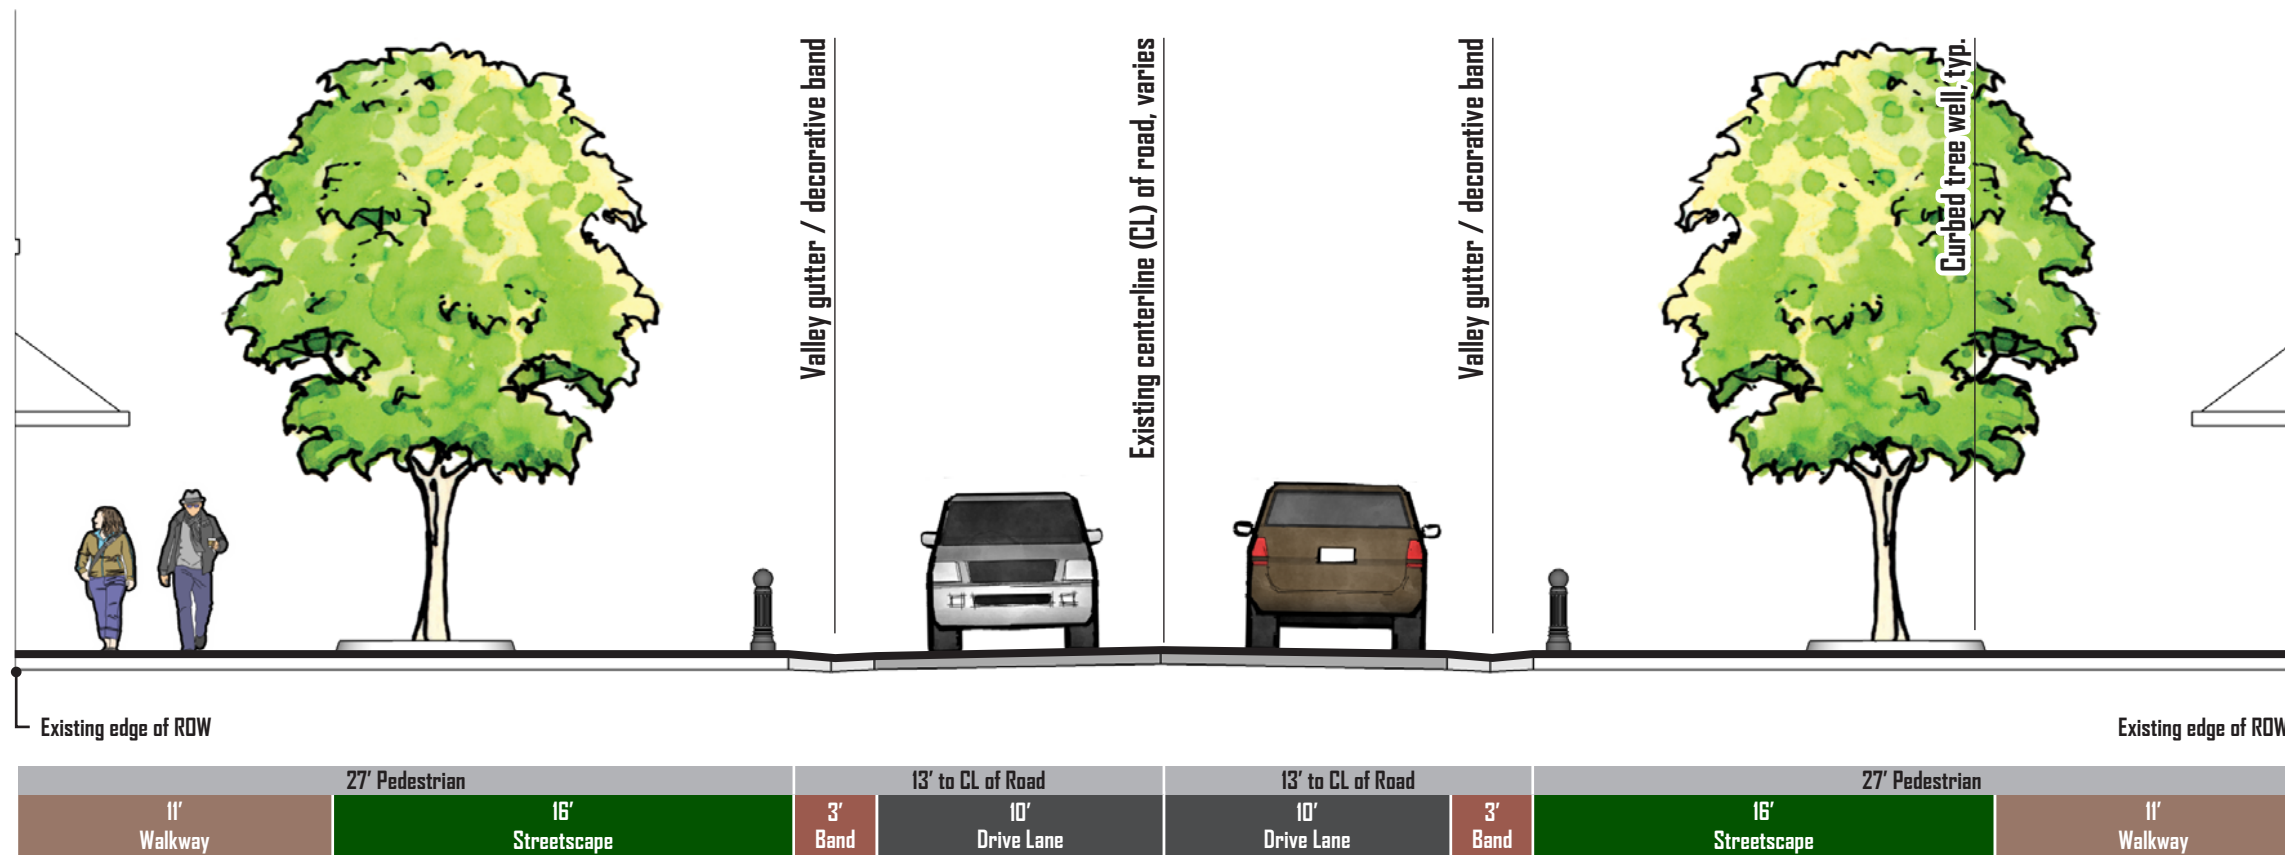 Valley gutter / decorative band
Existing centerline (CL) of road, varies
Valley gutter / decorative band
Curbed tree well, typ.
Existing edge of ROW
Existing edge of ROW
27' Pedestrian
13' to CL of Road
13' to CL of Road
27' Pedestrian
11'
Walkway
16'
Streetscape
3'
Band
10'
Drive Lane
10'
Drive Lane
3'
Band
16'
Streetscape
11'
Walkway